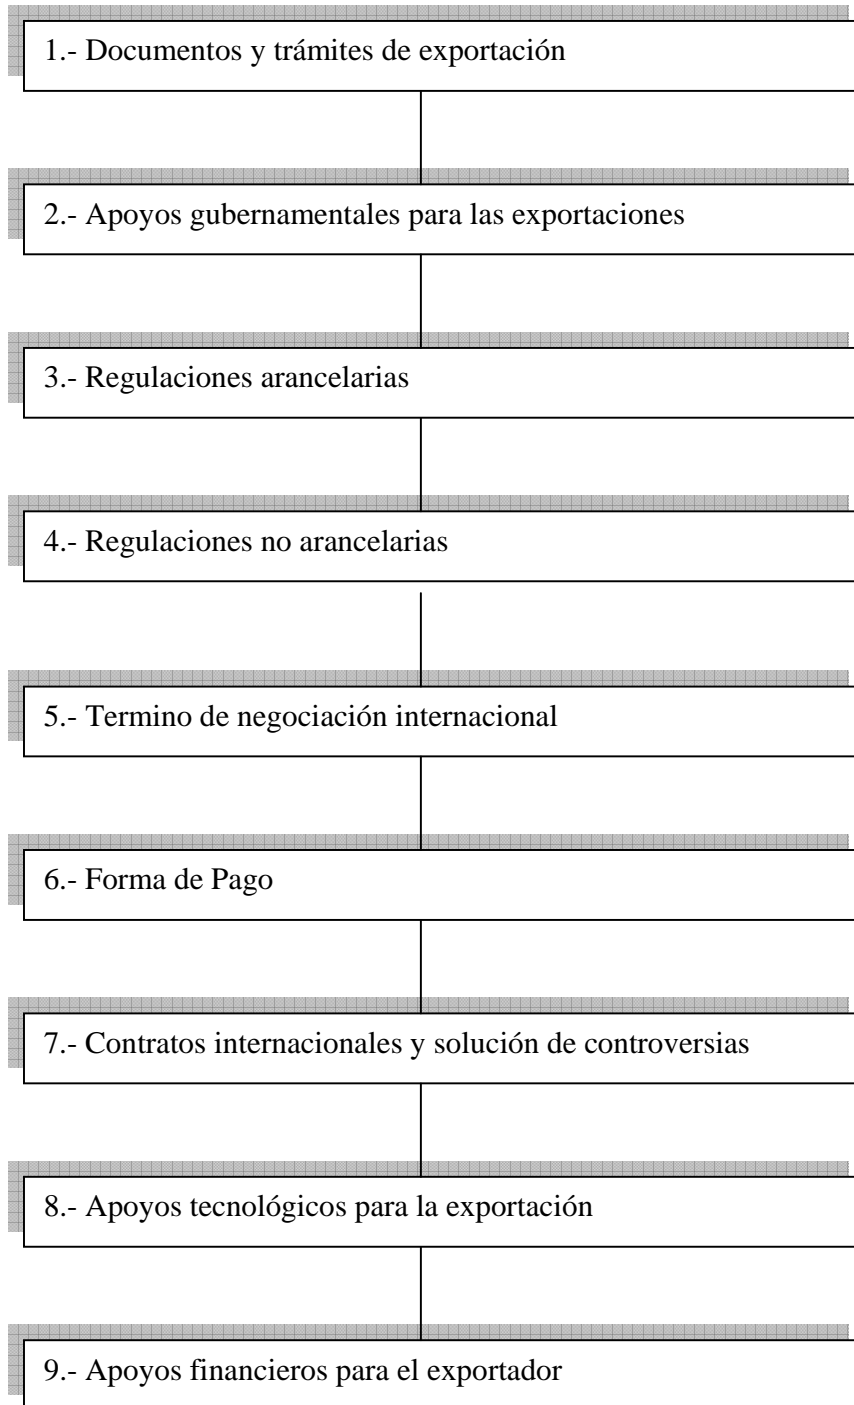 1.- Documentos y trámites de exportación
2.- Apoyos gubernamentales para las exportaciones
3.- Regulaciones arancelarias
4.- Regulaciones no arancelarias
5.- Termino de negociación internacional
6.- Forma de Pago
7.- Contratos internacionales y solución de controversias
8.- Apoyos tecnológicos para la exportación
9.- Apoyos financieros para el exportador